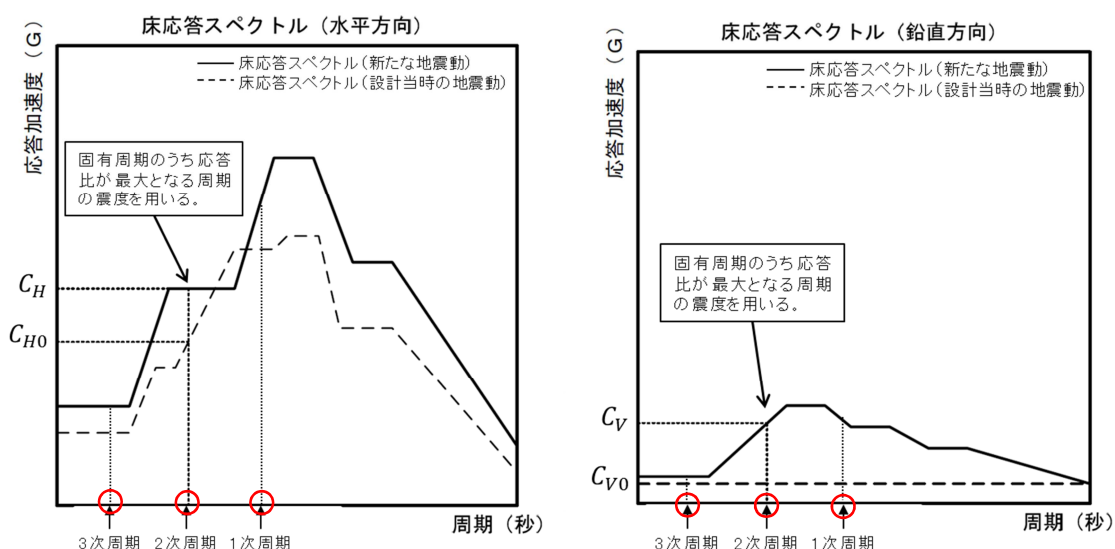 床応答スペクトル（水平方向）
応答加速度（G）
床応答スペクトル（新たな地震動）
床応答スペクトル（設計当時の地震動）
固有周期のうち応答
比が最大となる周期
の震度を用いる。
C_H
C_H0
周期（秒）
3次周期 2次周期 1次周期
床応答スペクトル（鉛直方向）
応答加速度（G）
床応答スペクトル（新たな地震動）
床応答スペクトル（設計当時の地震動）
固有周期のうち応答
比が最大となる周期
の震度を用いる。
C_V
C_V0
周期（秒）
3次周期 2次周期 1次周期